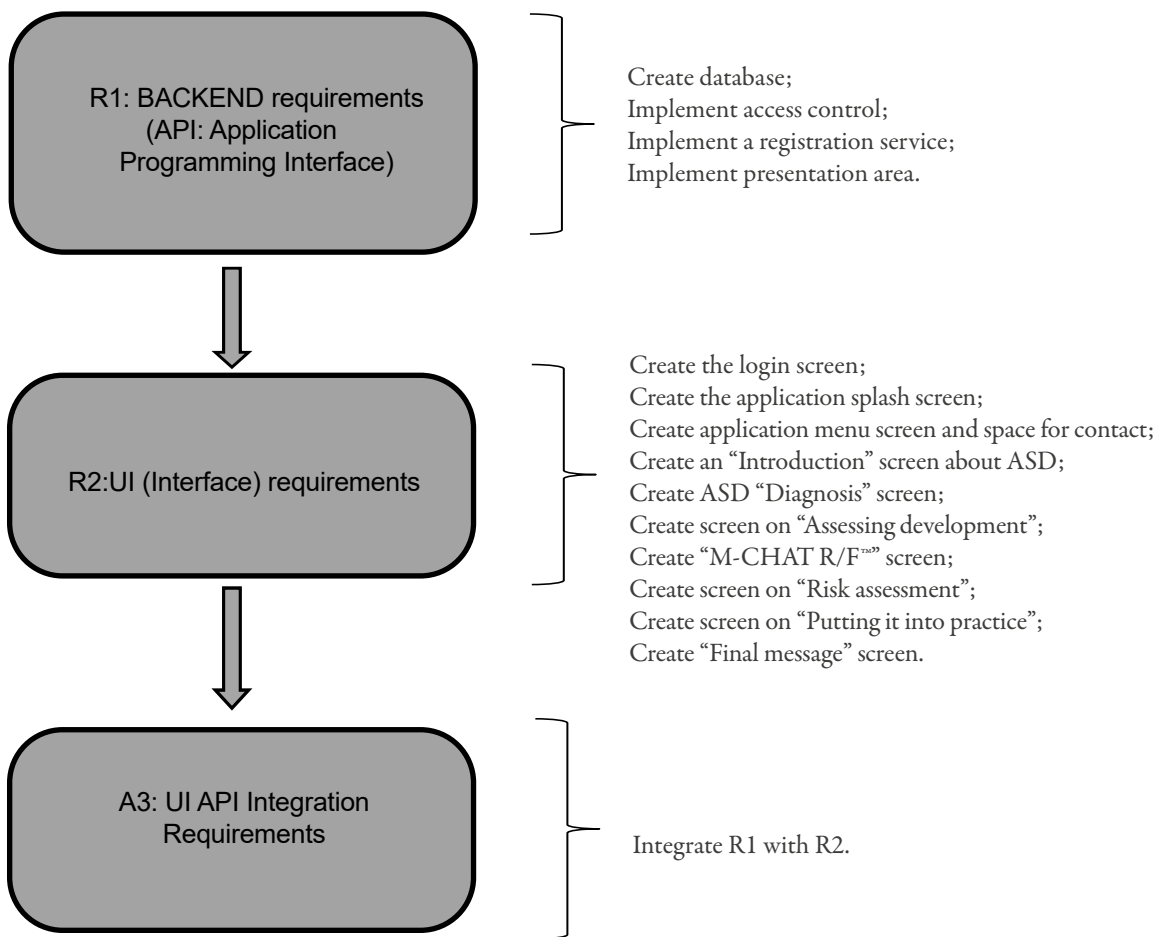 R1: BACKEND requirements
(API: Application
Programming Interface)
Create database;
Implement access control;
Implement a registration service;
Implement presentation area.
R2:UI (Interface) requirements
Create the login screen;
Create the application splash screen;
Create application menu screen and space for contact;
Create an “Introduction” screen about ASD;
Create ASD “Diagnosis” screen;
Create screen on “Assessing development”;
Create “M-CHAT R/F™” screen;
Create screen on “Risk assessment”;
Create screen on “Putting it into practice”;
Create “Final message” screen.
A3: UI API Integration
Requirements
Integrate R1 with R2.